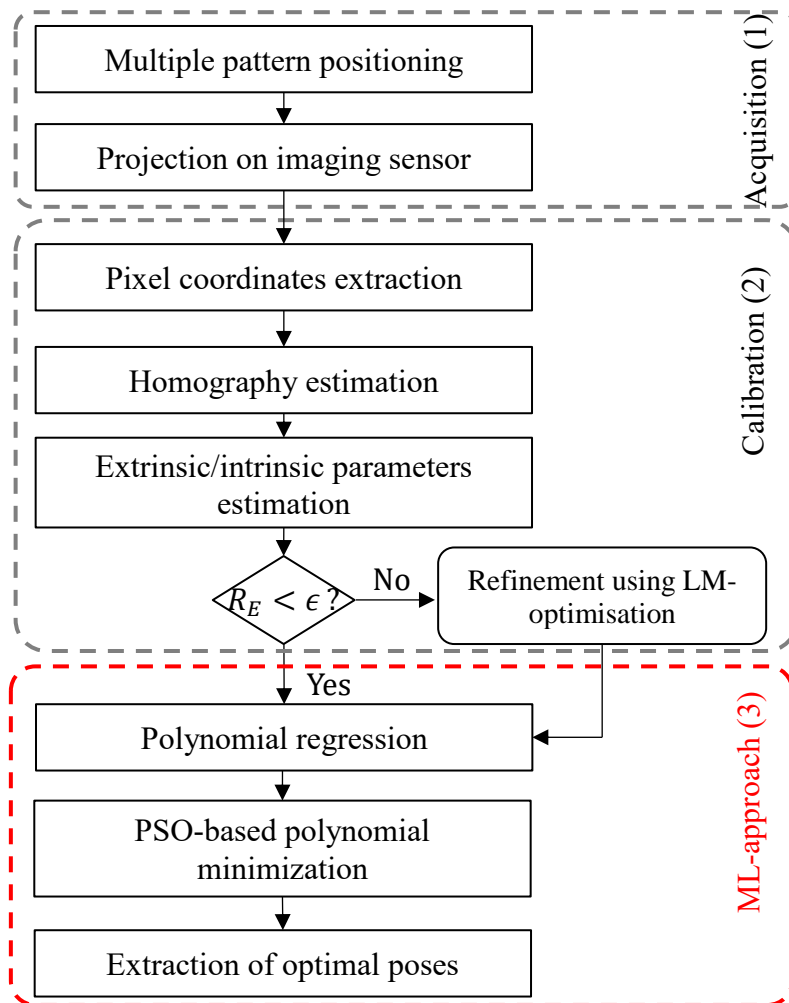 Multiple pattern positioning
Projection on imaging sensor
Acquisition (1)
Pixel coordinates extraction
Homography estimation
Extrinsic/intrinsic parameters
estimation
R_E < ϵ ?
No
Refinement using LM-
optimisation
Calibration (2)
Yes
Polynomial regression
PSO-based polynomial
minimization
Extraction of optimal poses
ML-approach (3)